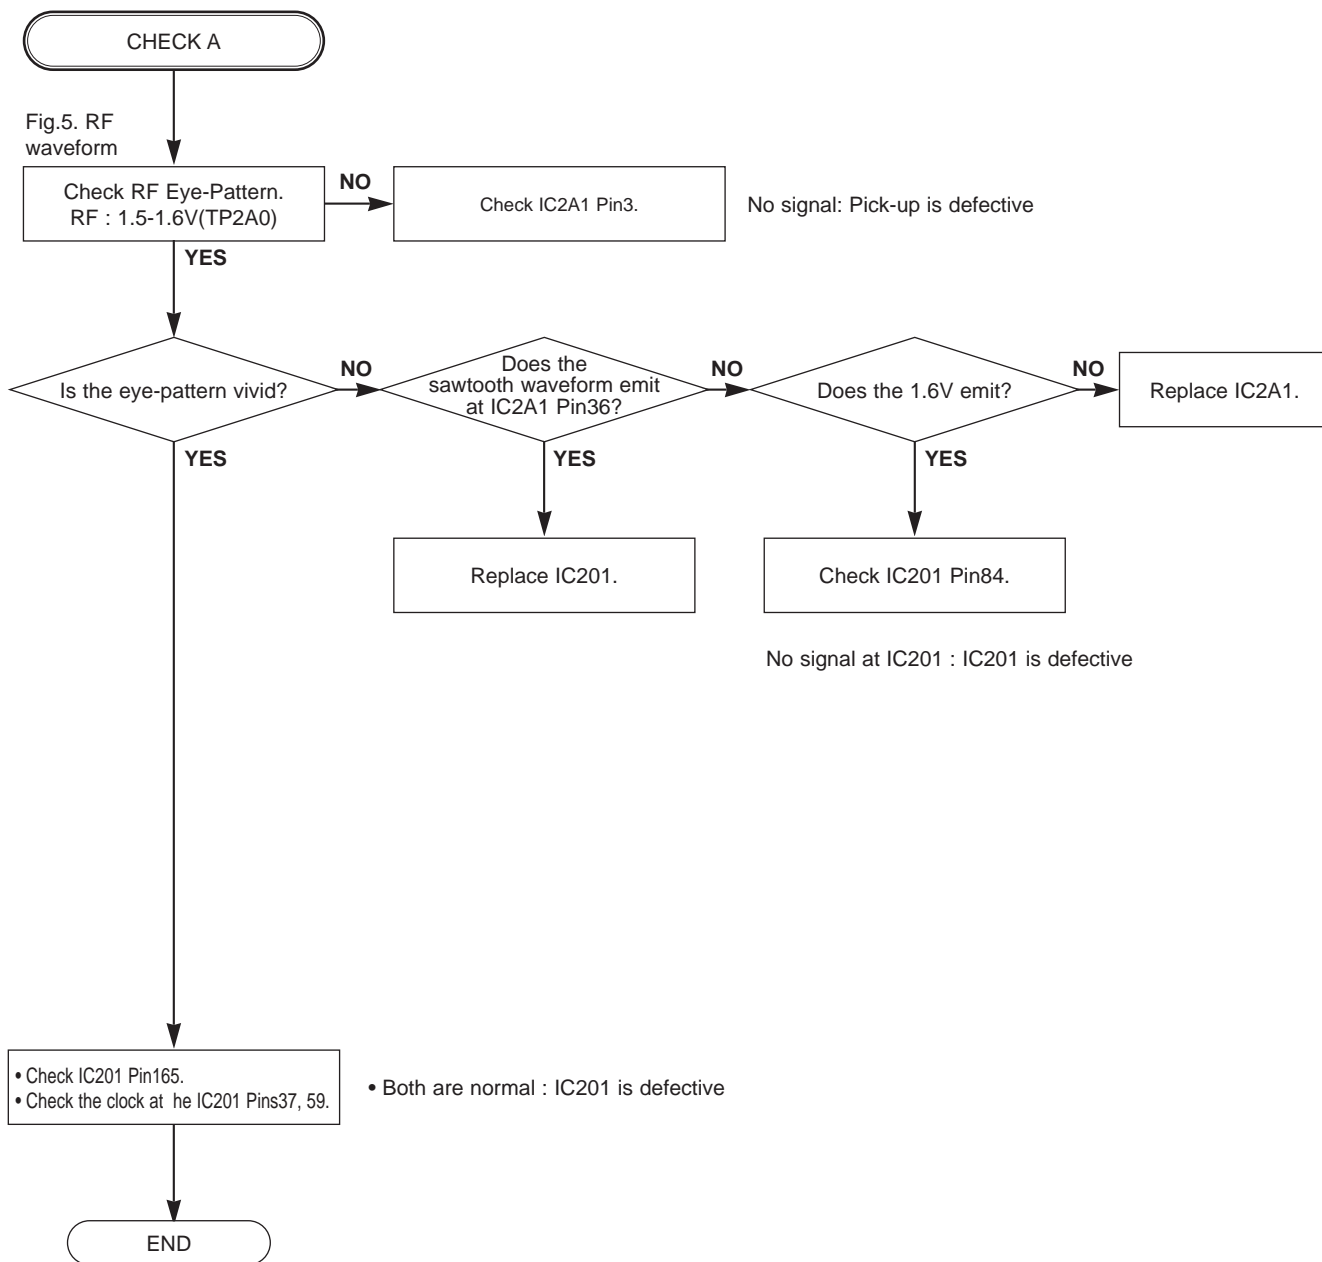 CHECK A
Fig.5. RF
waveform
Check RF Eye-Pattern.
RF : 1.5-1.6V(TP2A0)
NO
Check IC2A1 Pin3.
No signal: Pick-up is defective
YES
Is the eye-pattern vivid?
NO
Does the
sawtooth waveform emit
at IC2A1 Pin36?
NO
Does the 1.6V emit?
NO
Replace IC2A1.
YES
YES
YES
Replace IC201.
Check IC201 Pin84.
No signal at IC201 : IC201 is defective
• Check IC201 Pin165.
• Check the clock at he IC201 Pins37, 59.
• Both are normal : IC201 is defective
END